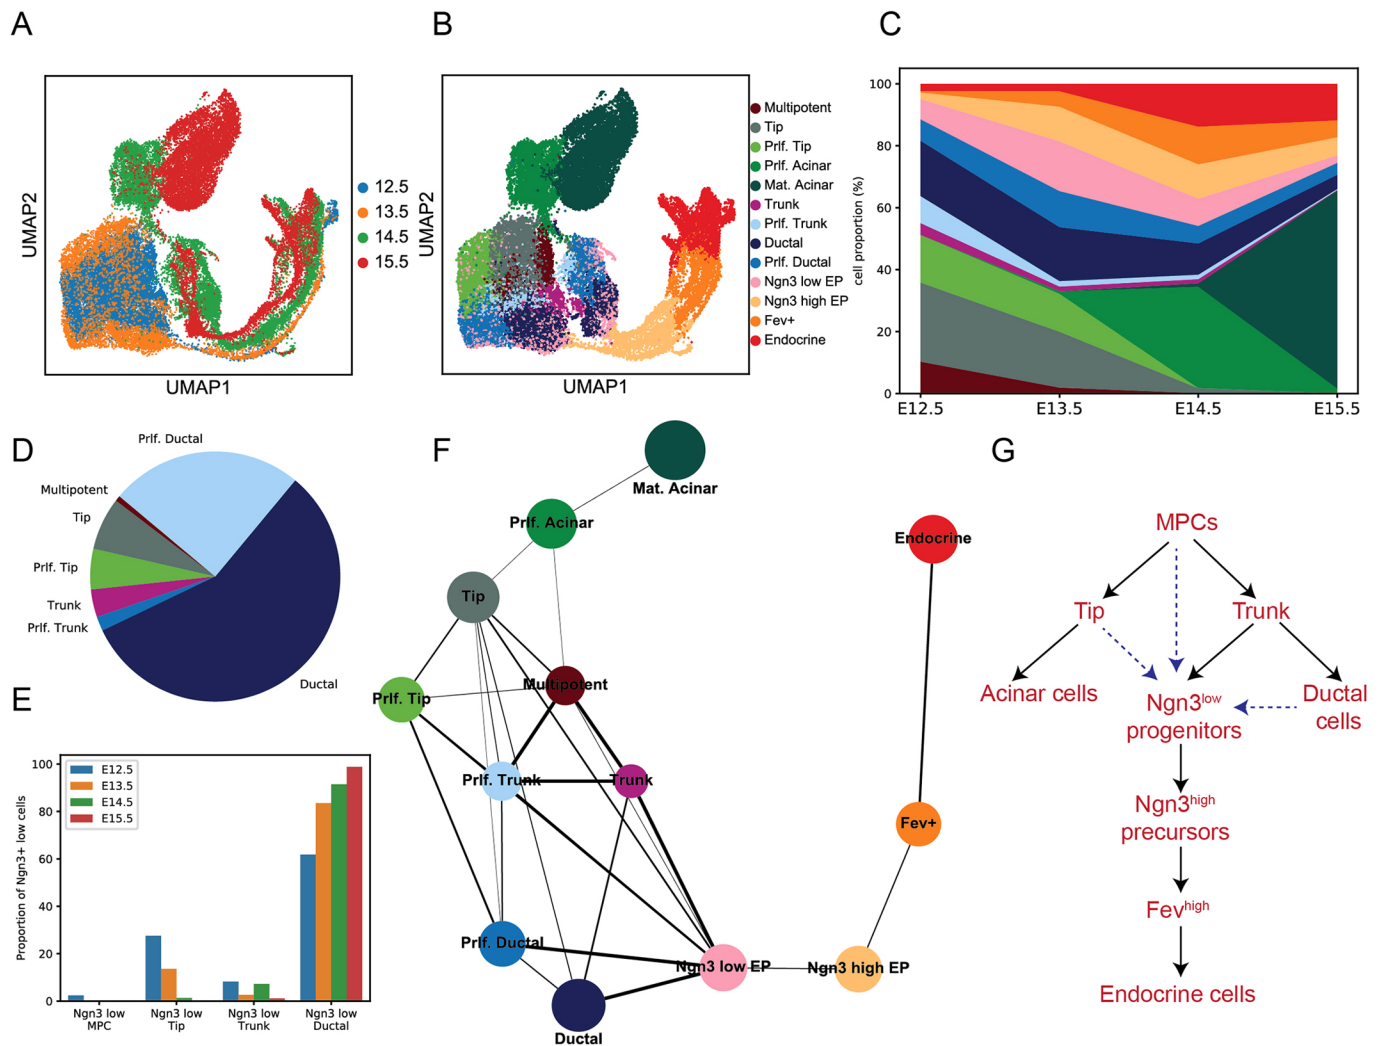 A
UMAP2
UMAP1
12.5
13.5
14.5
15.5
B
UMAP2
UMAP1
Multipotent
Tip
Prlf. Tip
Prlf. Acinar
Mat. Acinar
Trunk
Prlf. Trunk
Ductal
Prlf. Ductal
Ngn3 low EP
Ngn3 high EP
Fev+
Endocrine
C
cell proportion (%)
100
80
60
40
20
0
E12.5
E13.5
E14.5
E15.5
D
Prlf. Ductal
Multipotent
Tip
Prlf. Tip
Trunk
Prlf. Trunk
Ductal
E
Proportion of Ngn3+ low cells
100
80
60
40
20
0
E12.5
E13.5
E14.5
E15.5
Ngn3 low
MPC
Ngn3 low
Tip
Ngn3 low
Trunk
Ngn3 low
Ductal
F
Mat. Acinar
Prlf. Acinar
Endocrine
Tip
Multipotent
Prlf. Tip
Prlf. Trunk
Trunk
Fev+
Prlf. Ductal
Ngn3 low EP
Ngn3 high EP
Ductal
G
MPCs
Tip
Trunk
Acinar cells
Ngn3low
progenitors
Ductal
cells
Ngn3high
precursors
Fevhigh
Endocrine cells